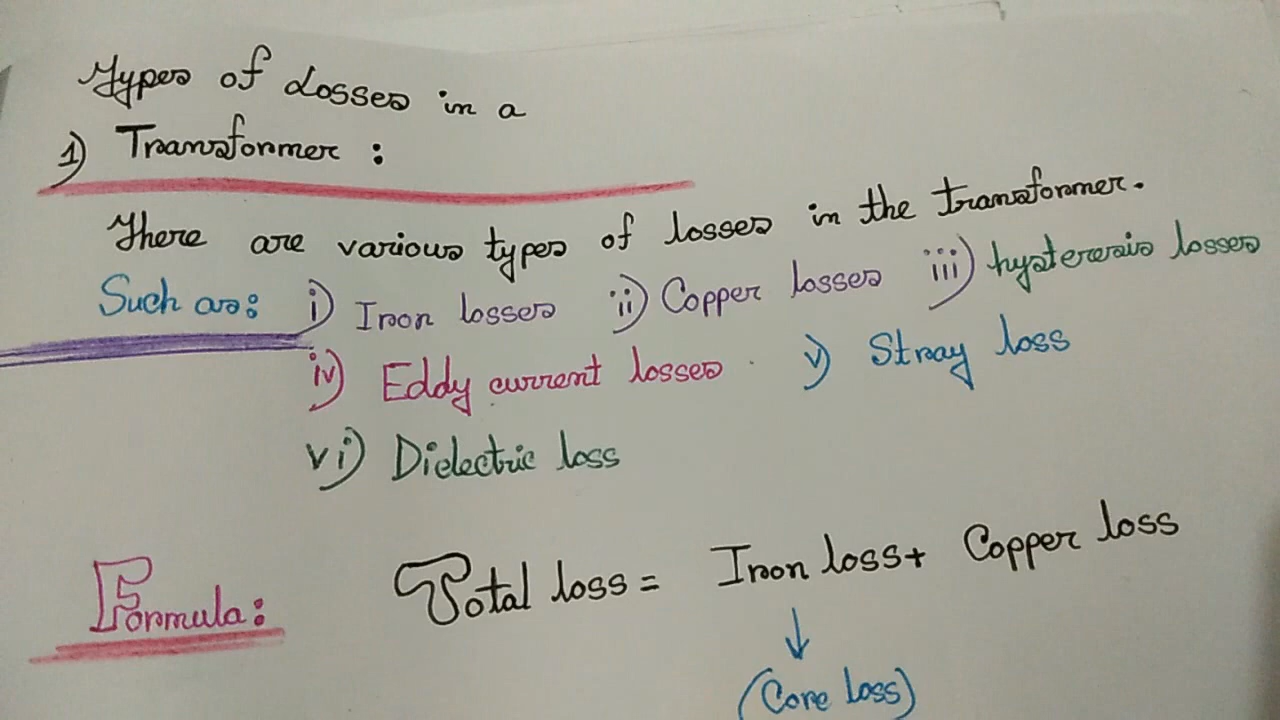 Types of Losses in a
1) Transformer :
There are various types of losses in the transformer.
Such as: i) Iron losses ii) Copper losses iii) hysteresis losses
iv) Eddy current losses v) Stray loss
vi) Dielectric loss
Formula: Total loss = Iron loss + Copper loss
↓
(Core loss)